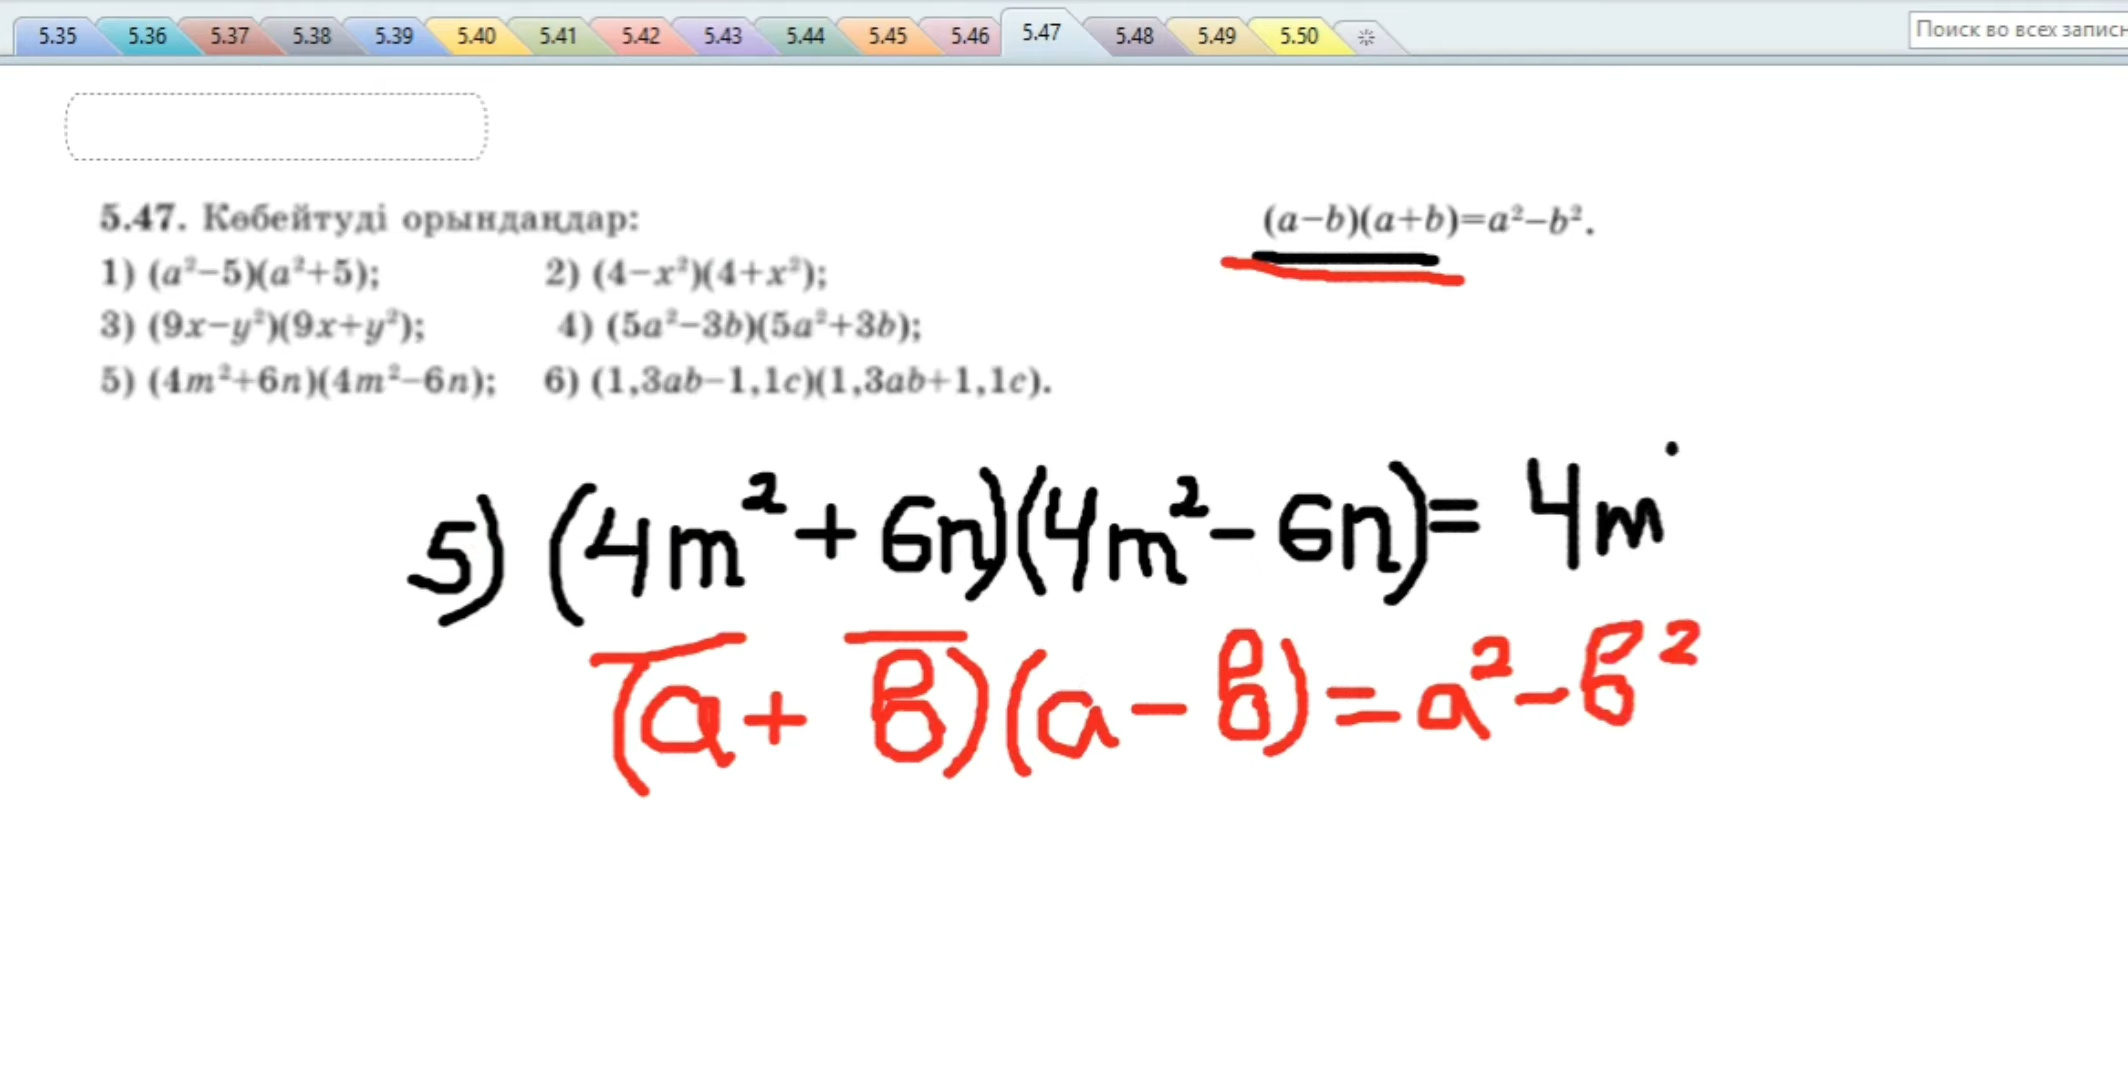 5.35 5.36 5.37 5.38 5.39 5.40 5.41 5.42 5.43 5.44 5.45 5.46 5.47 5.48 5.49 5.50
Поиск во всех запис
5.47. Көбейтуді орындаңдар:
(a−b)(a+b)=a²−b².
1) (a²−5)(a²+5); 2) (4−x²)(4+x²);
3) (9x−y²)(9x+y²); 4) (5a²−3b)(5a²+3b);
5) (4m²+6n)(4m²−6n); 6) (1,3ab−1,1c)(1,3ab+1,1c).
5) (4m²+6n)(4m²−6n)= 4m
(a+в)(a−в)=a²−в²